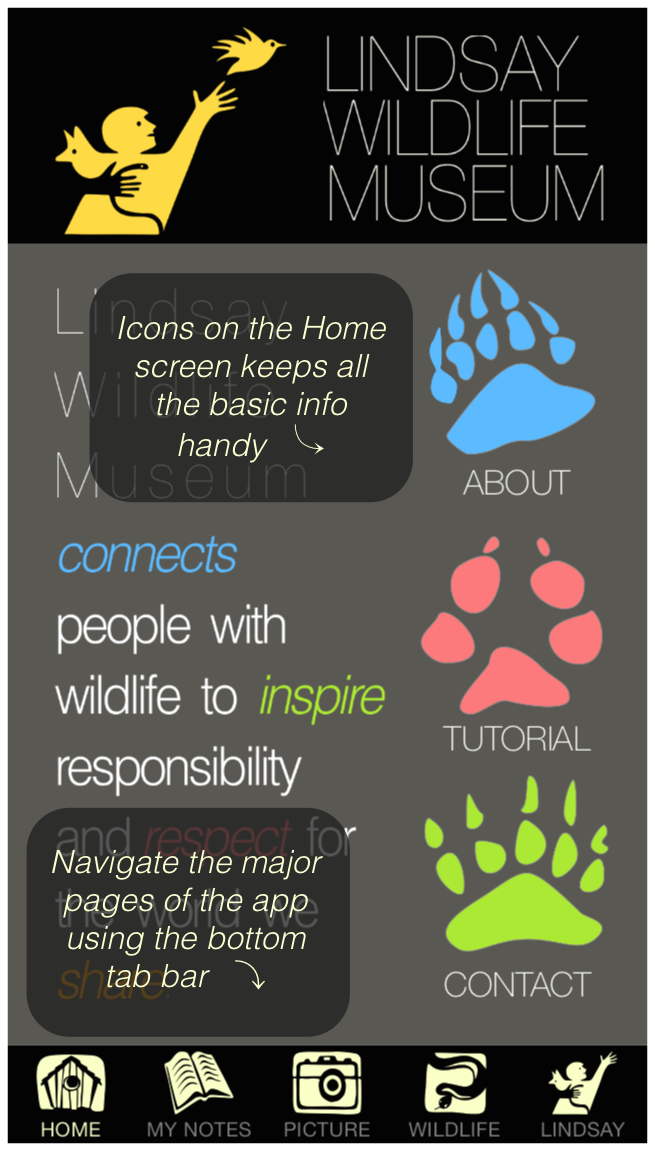 LINDSAY
WILDLIFE
MUSEUM
Lindsay
Wildlife
Museum
connects
people with
wildlife to inspire
responsibility
and respect for
the world we
share.
Icons on the Home
screen keeps all
the basic info
handy
Navigate the major
pages of the app
using the bottom
tab bar
ABOUT
TUTORIAL
CONTACT
HOME
MY NOTES
PICTURE
WILDLIFE
LINDSAY